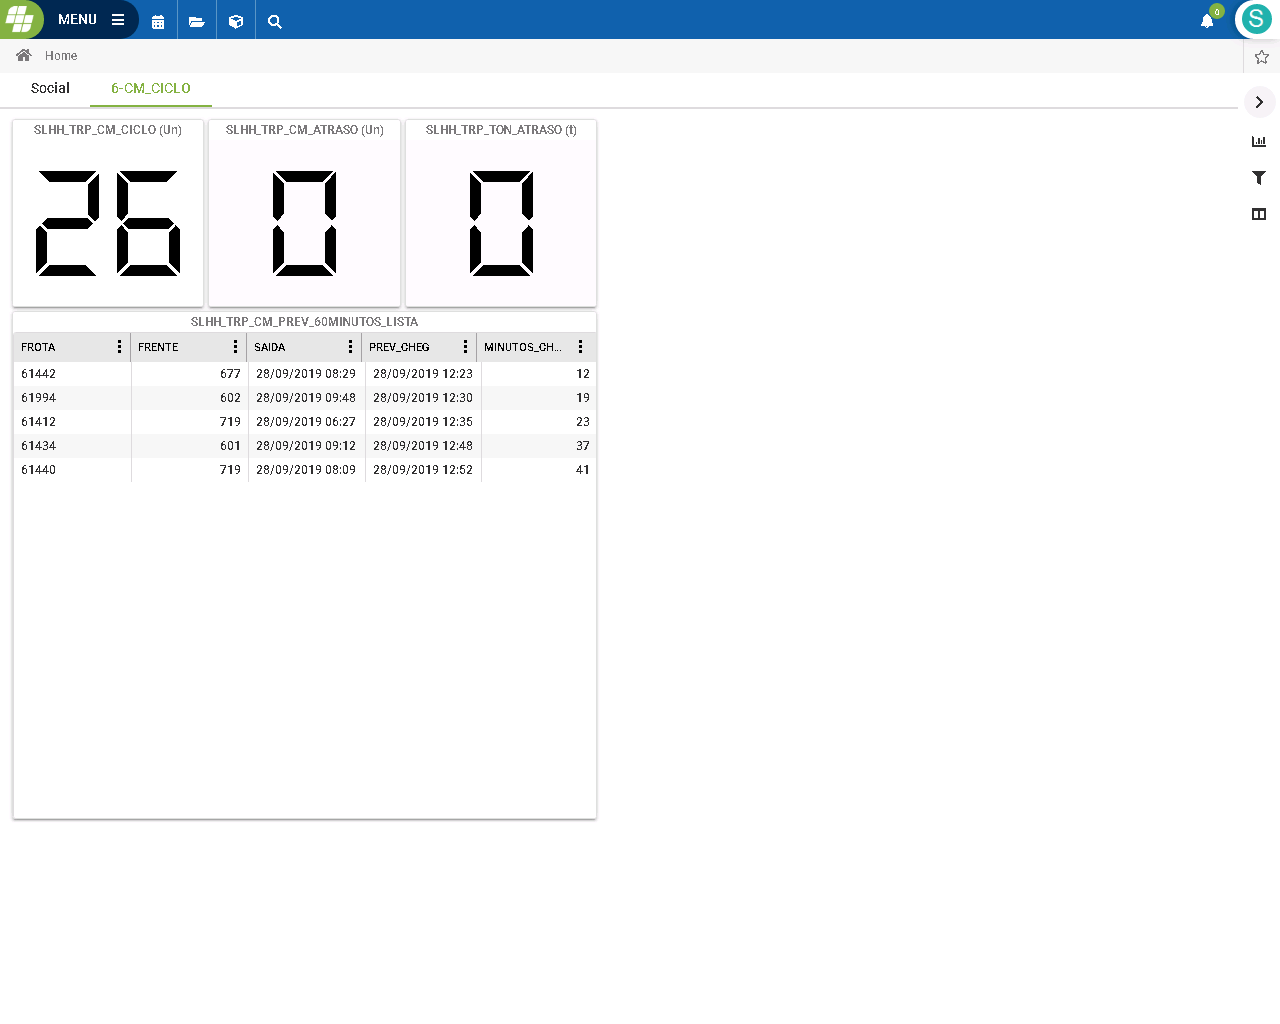 MENU
0
S
Home
Social 6-CM_CICLO
SLHH_TRP_CM_CICLO (Un) SLHH_TRP_CM_ATRASO (Un) SLHH_TRP_TON_ATRASO (t)
26 0 0
SLHH_TRP_CM_PREV_60MINUTOS_LISTA
FROTA FRENTE SAIDA PREV_CHEG MINUTOS_CH...
61442 677 28/09/2019 08:29 28/09/2019 12:23 12
61994 602 28/09/2019 09:48 28/09/2019 12:30 19
61412 719 28/09/2019 06:27 28/09/2019 12:35 23
61434 601 28/09/2019 09:12 28/09/2019 12:48 37
61440 719 28/09/2019 08:09 28/09/2019 12:52 41